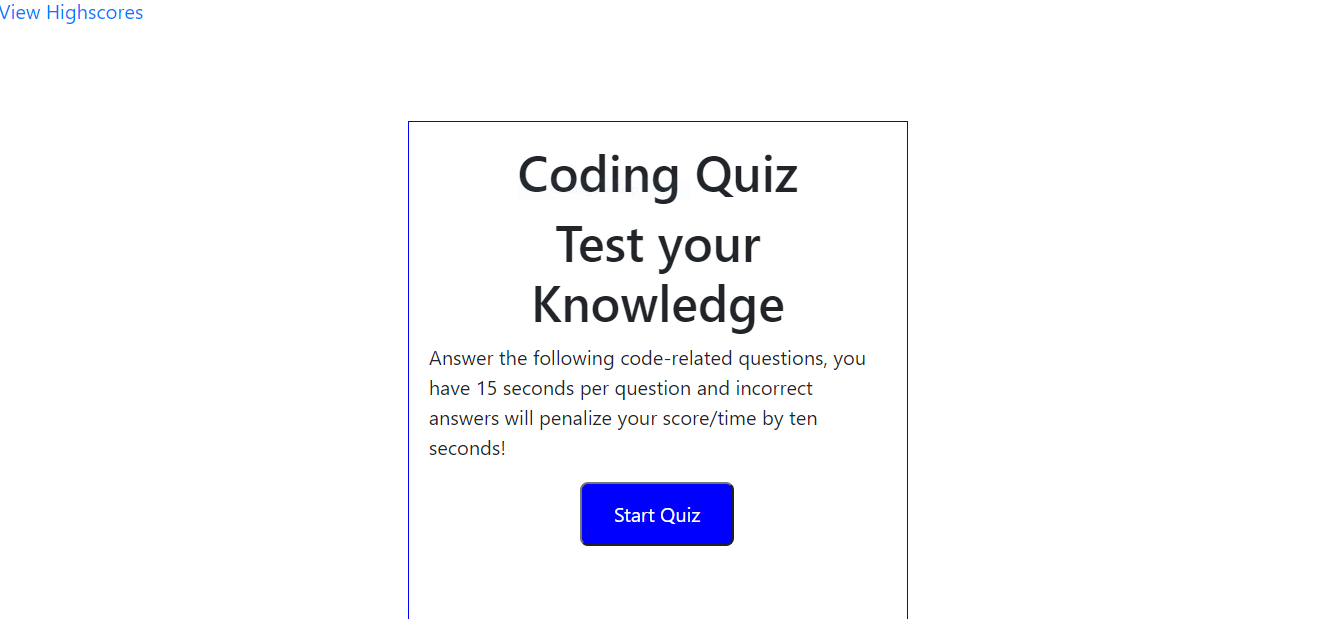 View Highscores
Coding Quiz
Test your
Knowledge
Answer the following code-related questions, you
have 15 seconds per question and incorrect
answers will penalize your score/time by ten
seconds!
Start Quiz